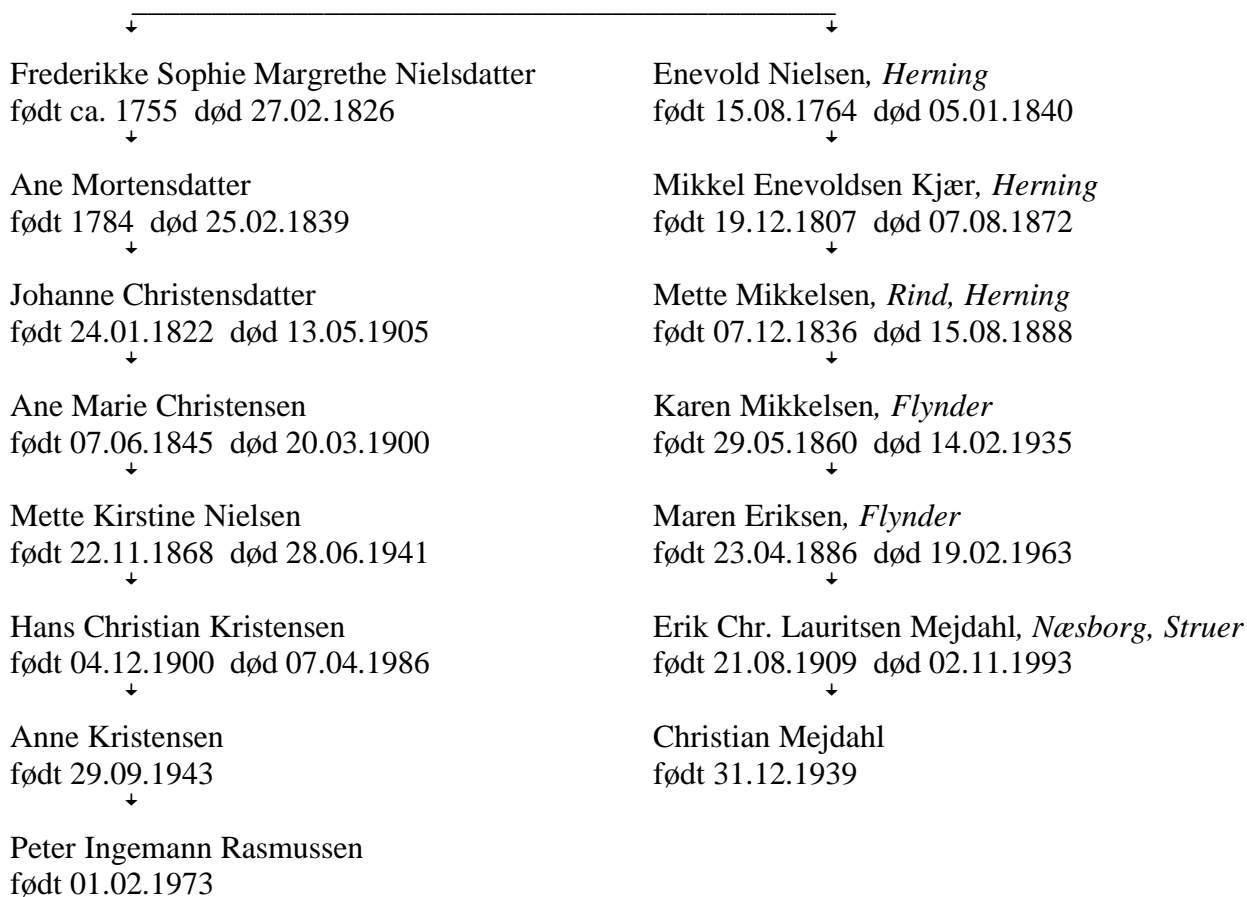 Frederikke Sophie Margrethe Nielsdatter
født ca. 1755  død 27.02.1826
Ane Mortensdatter
født 1784  død 25.02.1839
Johanne Christensdatter
født 24.01.1822  død 13.05.1905
Ane Marie Christensen
født 07.06.1845  død 20.03.1900
Mette Kirstine Nielsen
født 22.11.1868  død 28.06.1941
Hans Christian Kristensen
født 04.12.1900  død 07.04.1986
Anne Kristensen
født 29.09.1943
Peter Ingemann Rasmussen
født 01.02.1973
Enevold Nielsen, Herning
født 15.08.1764  død 05.01.1840
Mikkel Enevoldsen Kjær, Herning
født 19.12.1807  død 07.08.1872
Mette Mikkelsen, Rind, Herning
født 07.12.1836  død 15.08.1888
Karen Mikkelsen, Flynder
født 29.05.1860  død 14.02.1935
Maren Eriksen, Flynder
født 23.04.1886  død 19.02.1963
Erik Chr. Lauritsen Mejdahl, Næsborg, Struer
født 21.08.1909  død 02.11.1993
Christian Mejdahl
født 31.12.1939